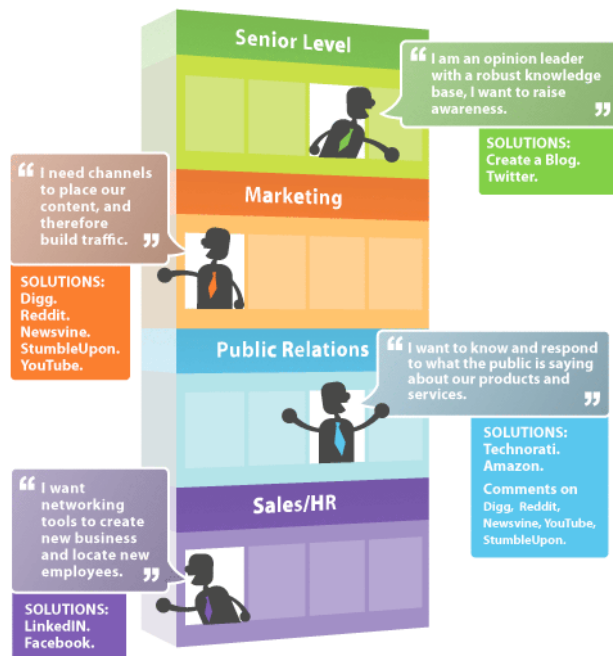 Senior Level
“ I am an opinion leader
with a robust knowledge
base, I want to raise
awareness. ”
SOLUTIONS:
Create a Blog.
Twitter.
Marketing
“ I need channels
to place our
content, and
therefore
build traffic. ”
SOLUTIONS:
Digg.
Reddit.
Newsvine.
StumbleUpon.
YouTube.
Public Relations
“ I want to know and respond
to what the public is saying
about our products and
services. ”
SOLUTIONS:
Technorati.
Amazon.
Comments on
Digg, Reddit,
Newsvine, YouTube,
StumbleUpon.
Sales/HR
“ I want
networking
tools to create
new business
and locate new
employees. ”
SOLUTIONS:
LinkedIN.
Facebook.